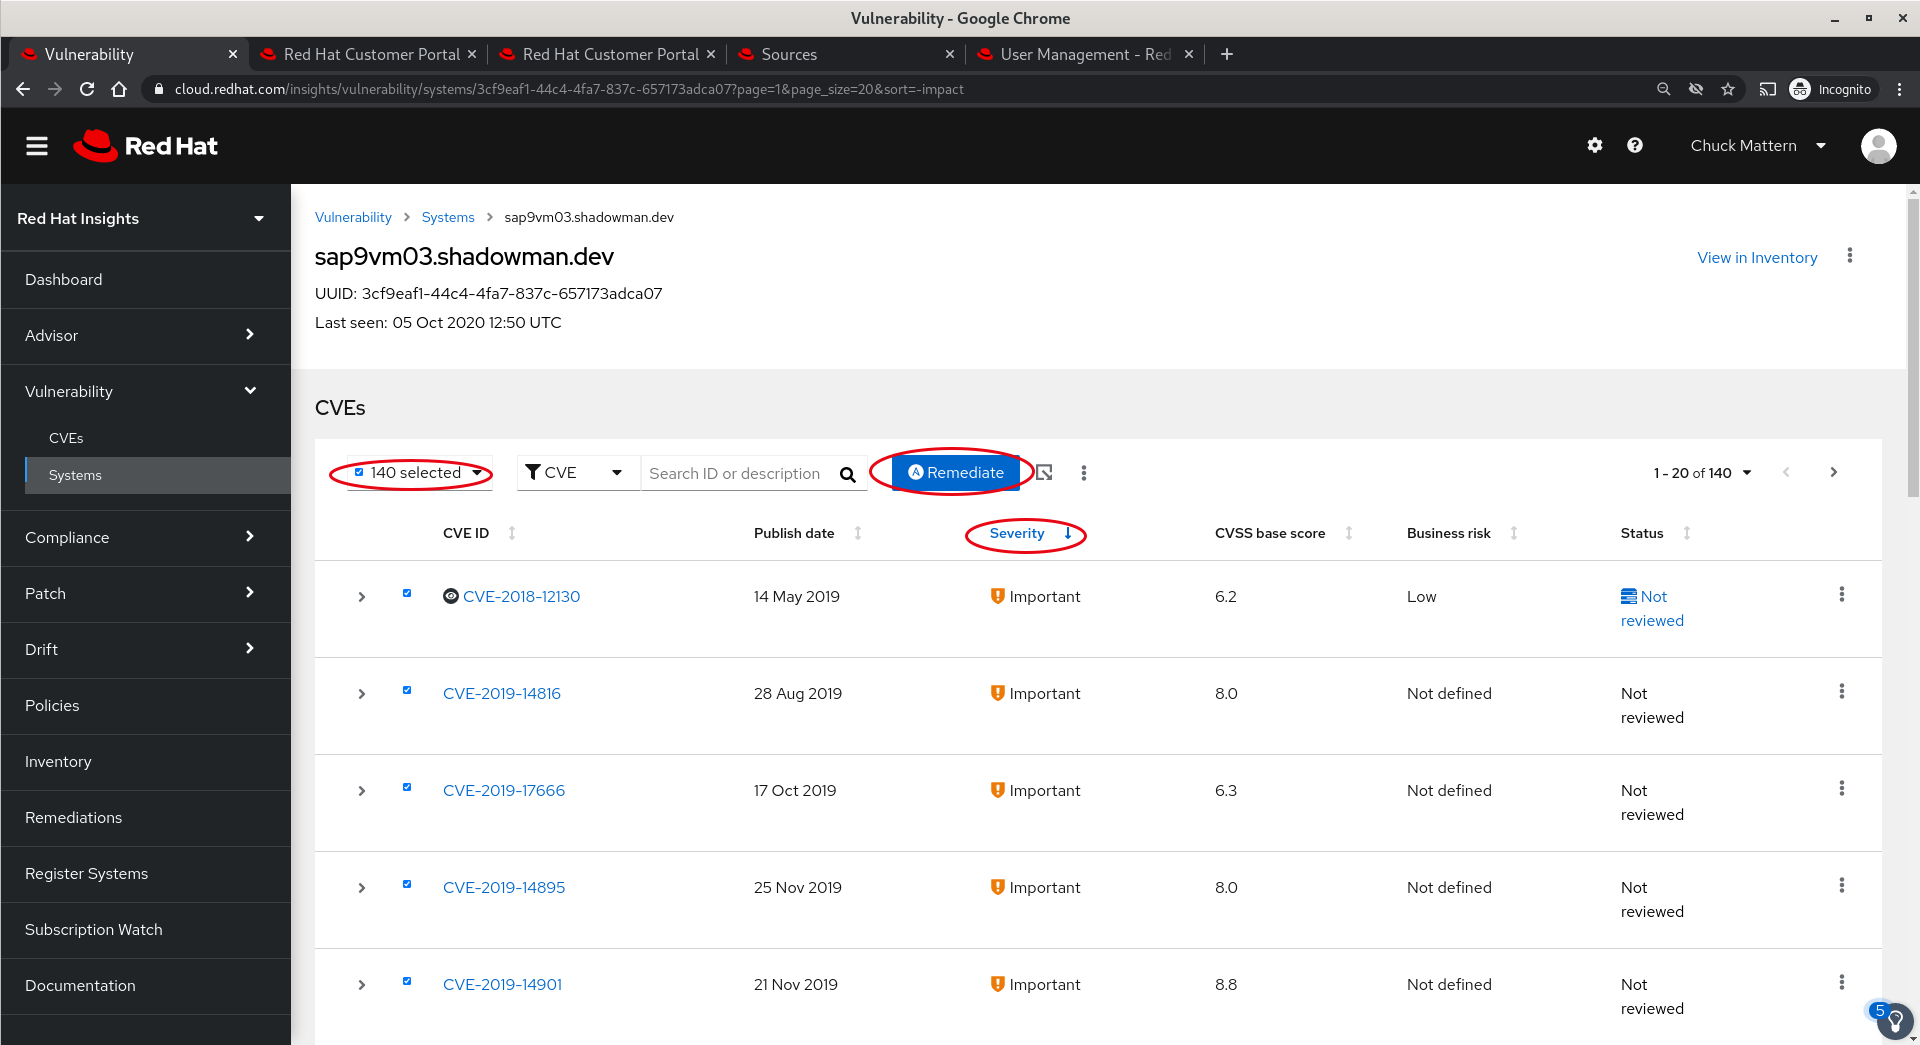 Vulnerability - Google Chrome
Vulnerability
Red Hat Customer Portal
Red Hat Customer Portal
Sources
User Management - Red
cloud.redhat.com/insights/vulnerability/systems/3cf9eaf1-44c4-4fa7-837c-657173adca07?page=1&page_size=20&sort=-impact
Incognito
Red Hat
Chuck Mattern
Red Hat Insights
Dashboard
Advisor
Vulnerability
CVEs
Systems
Compliance
Patch
Drift
Policies
Inventory
Remediations
Register Systems
Subscription Watch
Documentation
Vulnerability > Systems > sap9vm03.shadowman.dev
sap9vm03.shadowman.dev
View in Inventory
UUID: 3cf9eaf1-44c4-4fa7-837c-657173adca07
Last seen: 05 Oct 2020 12:50 UTC
CVEs
140 selected
CVE
Search ID or description
Remediate
1 - 20 of 140
CVE ID Publish date Severity CVSS base score Business risk Status
CVE-2018-12130 14 May 2019 Important 6.2 Low Not
reviewed
CVE-2019-14816 28 Aug 2019 Important 8.0 Not defined Not
reviewed
CVE-2019-17666 17 Oct 2019 Important 6.3 Not defined Not
reviewed
CVE-2019-14895 25 Nov 2019 Important 8.0 Not defined Not
reviewed
CVE-2019-14901 21 Nov 2019 Important 8.8 Not defined Not
reviewed
5